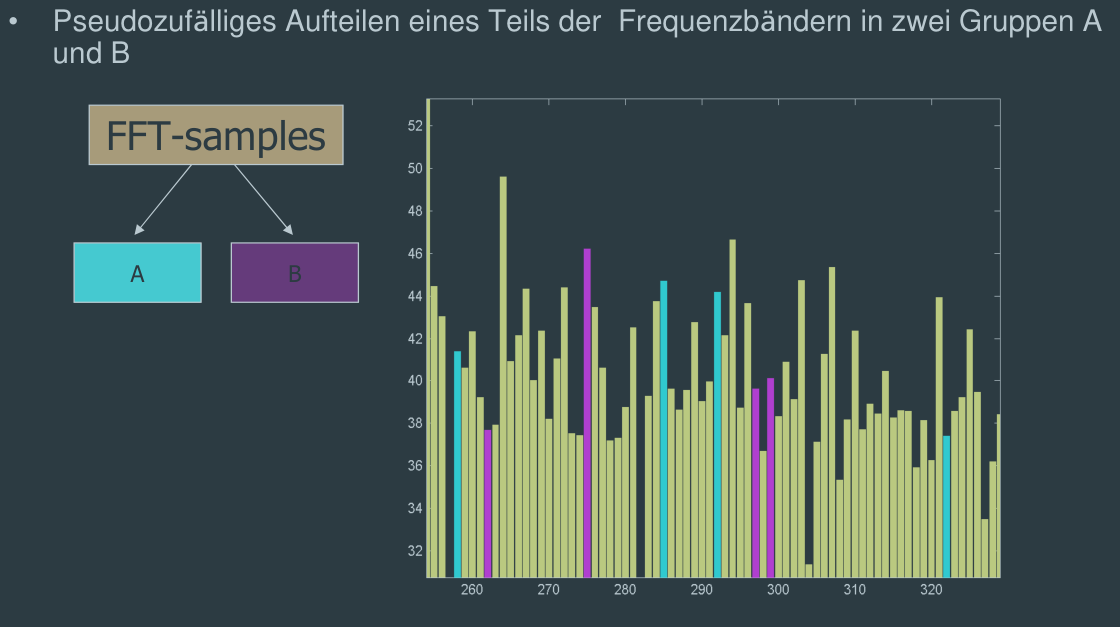 • Pseudozufälliges Aufteilen eines Teils der  Frequenzbändern in zwei Gruppen A
und B
FFT-samples
A
B
52
50
48
46
44
42
40
38
36
34
32
260 270 280 290 300 310 320